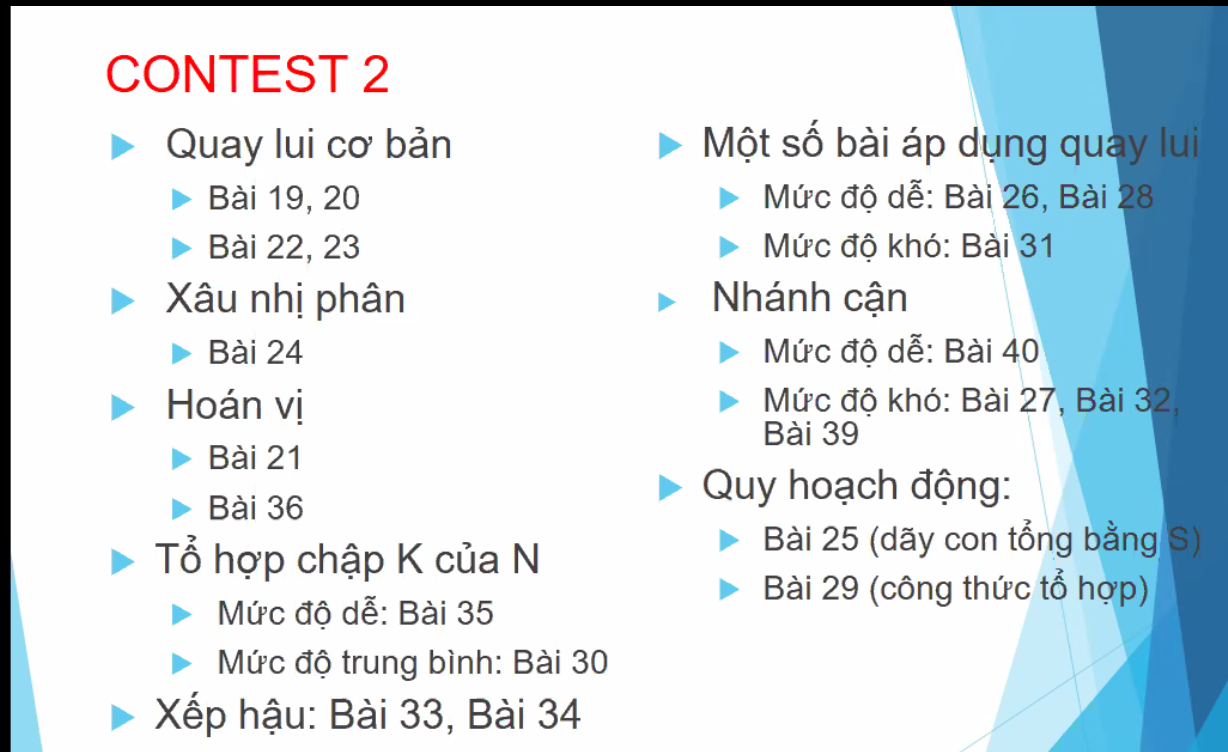 CONTEST 2
Quay lui cơ bản
Bài 19, 20
Bài 22, 23
Xâu nhị phân
Bài 24
Hoán vị
Bài 21
Bài 36
Tổ hợp chập K của N
Mức độ dễ: Bài 35
Mức độ trung bình: Bài 30
Xếp hậu: Bài 33, Bài 34
Một số bài áp dụng quay lui
Mức độ dễ: Bài 26, Bài 28
Mức độ khó: Bài 31
Nhánh cận
Mức độ dễ: Bài 40
Mức độ khó: Bài 27, Bài 32,
Bài 39
Quy hoạch động:
Bài 25 (dãy con tổng bằng S)
Bài 29 (công thức tổ hợp)